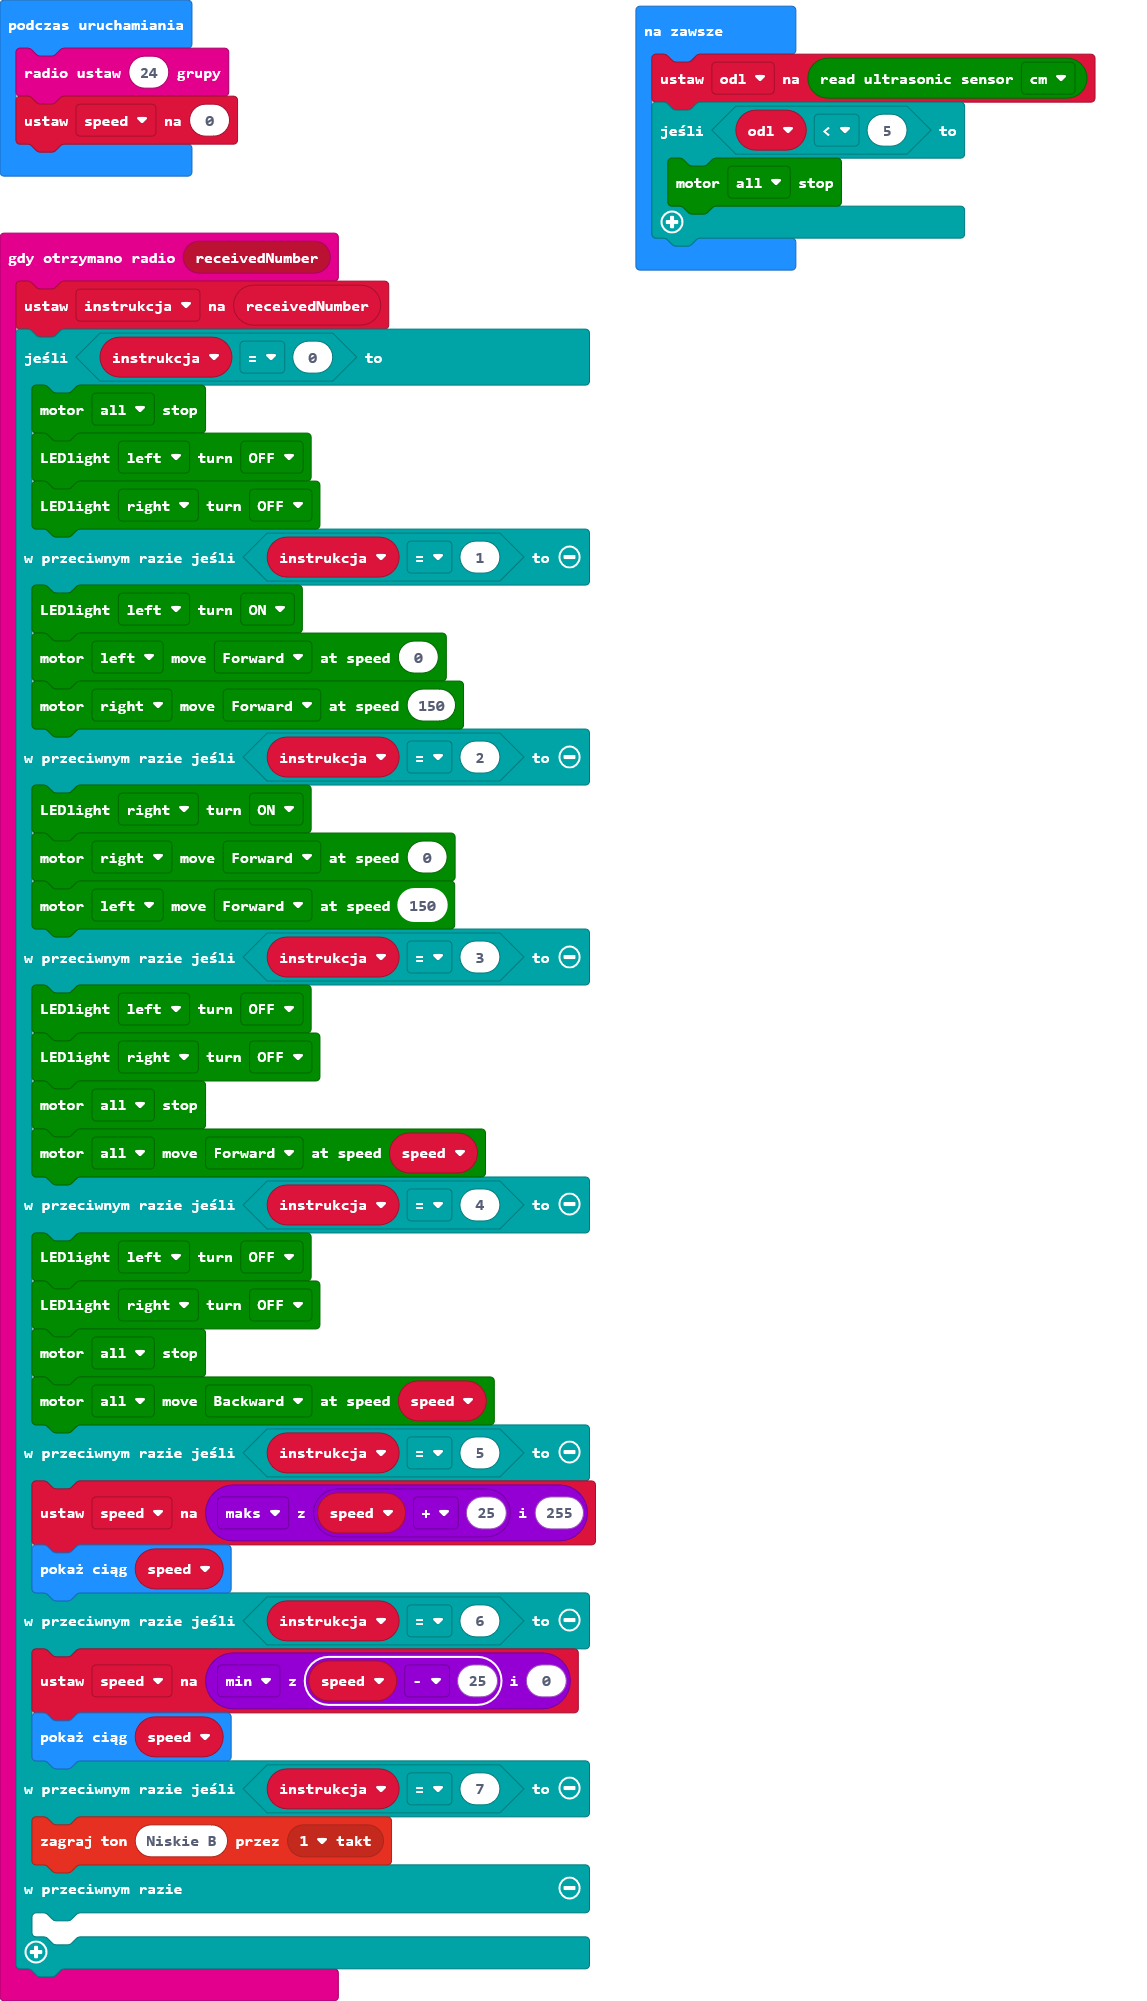 podczas uruchamiania
radio ustaw 24 grupy
ustaw speed na 0
na zawsze
ustaw odl na read ultrasonic sensor cm
jeśli odl < 5 to
motor all stop
gdy otrzymano radio receivedNumber
ustaw instrukcja na receivedNumber
jeśli instrukcja = 0 to
motor all stop
LEDlight left turn OFF
LEDlight right turn OFF
w przeciwnym razie jeśli instrukcja = 1 to
LEDlight left turn ON
motor left move Forward at speed 0
motor right move Forward at speed 150
w przeciwnym razie jeśli instrukcja = 2 to
LEDlight right turn ON
motor right move Forward at speed 0
motor left move Forward at speed 150
w przeciwnym razie jeśli instrukcja = 3 to
LEDlight left turn OFF
LEDlight right turn OFF
motor all stop
motor all move Forward at speed speed
w przeciwnym razie jeśli instrukcja = 4 to
LEDlight left turn OFF
LEDlight right turn OFF
motor all stop
motor all move Backward at speed speed
w przeciwnym razie jeśli instrukcja = 5 to
ustaw speed na maks z speed + 25 i 255
pokaż ciąg speed
w przeciwnym razie jeśli instrukcja = 6 to
ustaw speed na min z speed - 25 i 0
pokaż ciąg speed
w przeciwnym razie jeśli instrukcja = 7 to
zagraj ton Niskie B przez 1 takt
w przeciwnym razie